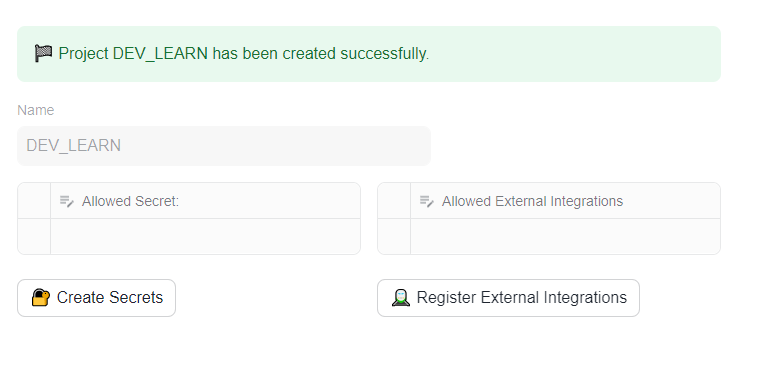 Project DEV_LEARN has been created successfully.
Name
DEV_LEARN
Allowed Secret:
Allowed External Integrations
Create Secrets
Register External Integrations